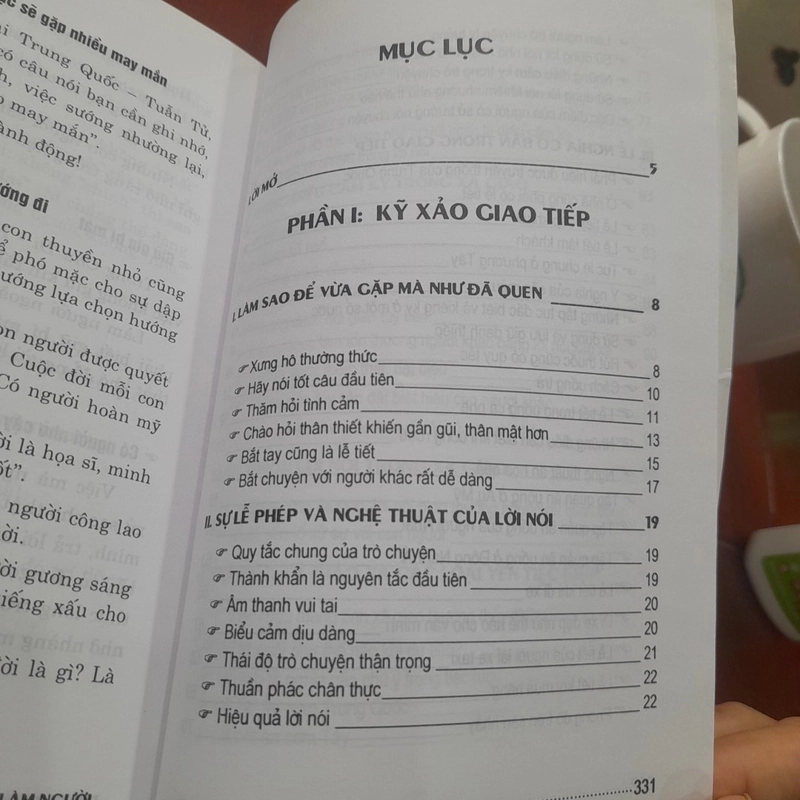 ợc sẽ gặp nhiều may mắn
i Trung Quốc – Tuân Tử,
có câu nói bạn cần ghi nhớ,
h, việc sướng nhường lại,
o may mắn”.
ành động!
ớng đi
con thuyền nhỏ cũng
ể phó mặc cho sự dập
ướng lựa chọn hướng
on người được quyết
Cuộc đời mỗi con
Có người hoàn mỹ
ời là họa sĩ, minh
ốt”.
người công lao
ời.
ời gương sáng
iếng xấu cho
ời là gì? Là
LÀM NGƯỜI
MỤC LỤC
LỜI MỞ 5
PHẦN I: KỸ XẢO GIAO TIẾP
I. LÀM SAO ĐỂ VỪA GẶP MÀ NHƯ ĐÃ QUEN 8
☞ Xưng hô thường thức 8
☞ Hãy nói tốt câu đầu tiên 10
☞ Thăm hỏi tình cảm 11
☞ Chào hỏi thân thiết khiến gần gũi, thân mật hơn 13
☞ Bắt tay cũng là lễ tiết 15
☞ Bắt chuyện với người khác rất dễ dàng 17
II. SỰ LỄ PHÉP VÀ NGHỆ THUẬT CỦA LỜI NÓI 19
☞ Quy tắc chung của trò chuyện 19
☞ Thành khẩn là nguyên tắc đầu tiên 19
☞ Âm thanh vui tai 20
☞ Biểu cảm dịu dàng 20
☞ Thái độ trò chuyện thận trọng 21
☞ Thuần phác chân thực 22
☞ Hiệu quả lời nói 22
331